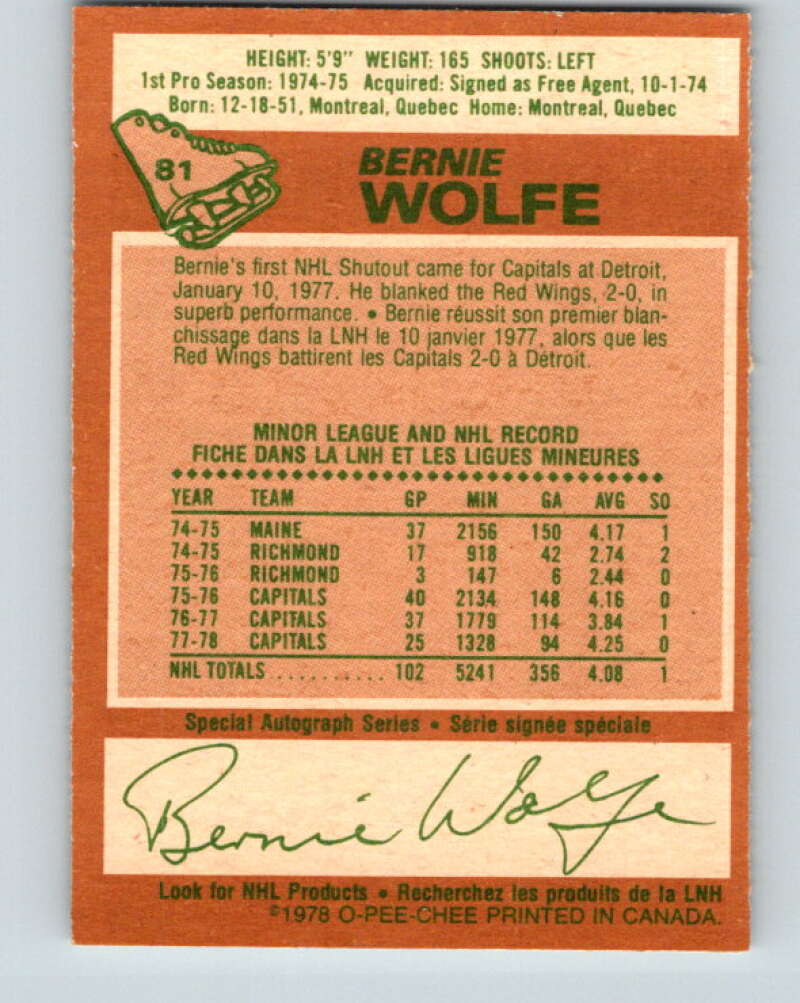 HEIGHT: 5'9" WEIGHT: 165 SHOOTS: LEFT
1st Pro Season: 1974-75 Acquired: Signed as Free Agent, 10-1-74
Born: 12-18-51, Montreal, Quebec Home: Montreal, Quebec
81
BERNIE
WOLFE
Bernie's first NHL Shutout came for Capitals at Detroit,
January 10, 1977. He blanked the Red Wings, 2-0, in
superb performance. • Bernie réussit son premier blan-
chissage dans la LNH le 10 janvier 1977, alors que les
Red Wings battirent les Capitals 2-0 à Détroit.
MINOR LEAGUE AND NHL RECORD
FICHE DANS LA LNH ET LES LIGUES MINEURES
YEAR TEAM GP MIN GA AVG SO
74-75 MAINE 37 2156 150 4.17 1
74-75 RICHMOND 17 918 42 2.74 2
75-76 RICHMOND 3 147 6 2.44 0
75-76 CAPITALS 40 2134 148 4.16 0
76-77 CAPITALS 37 1779 114 3.84 1
77-78 CAPITALS 25 1328 94 4.25 0
NHL TOTALS .......... 102 5241 356 4.08 1
Special Autograph Series • Série signée spéciale
Bernie Wolfe
Look for NHL Products • Recherchez les produits de la LNH
©1978 O-PEE-CHEE PRINTED IN CANADA.